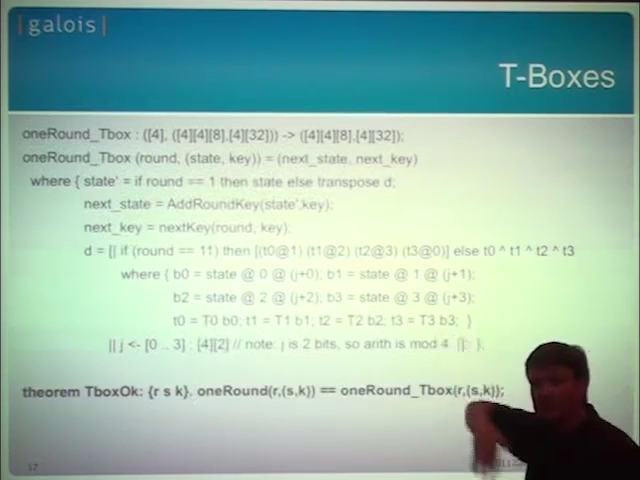 |galois|
T-Boxes
oneRound_Tbox : ([4], ([4][4][8],[4][32])) -> ([4][4][8],[4][32]);
oneRound_Tbox (round, (state, key)) = (next_state, next_key)
where { state' = if round == 1 then state else transpose d;
next_state = AddRoundKey(state',key);
next_key = nextKey(round, key);
d = [| if (round == 11) then [(t0@1) (t1@2) (t2@3) (t3@0)] else t0 ^ t1 ^ t2 ^ t3
where { b0 = state @ 0 @ (j+0); b1 = state @ 1 @ (j+1);
b2 = state @ 2 @ (j+2); b3 = state @ 3 @ (j+3);
t0 = T0 b0; t1 = T1 b1; t2 = T2 b2; t3 = T3 b3; }
|| j <- [0 .. 3] : [4][2] // note: j is 2 bits, so arith is mod 4 |]; };
theorem TboxOk: {r s k}. oneRound(r,(s,k)) == oneRound_Tbox(r,(s,k));
17